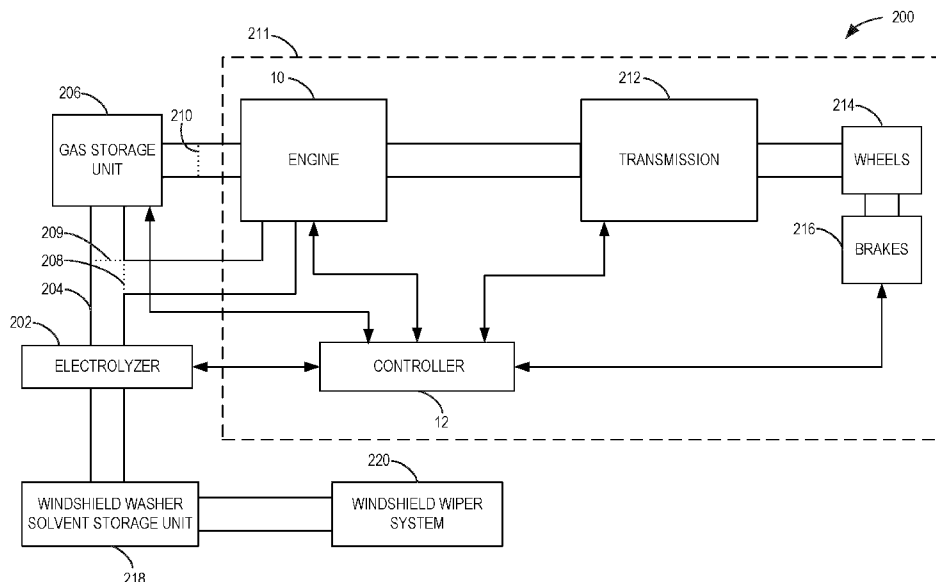 200
211
206
10
212
210
214
GAS STORAGE
UNIT
ENGINE
TRANSMISSION
WHEELS
209
216
BRAKES
208
204
202
ELECTROLYZER
CONTROLLER
12
220
WINDSHIELD WASHER
SOLVENT STORAGE UNIT
WINDSHIELD WIPER
SYSTEM
218